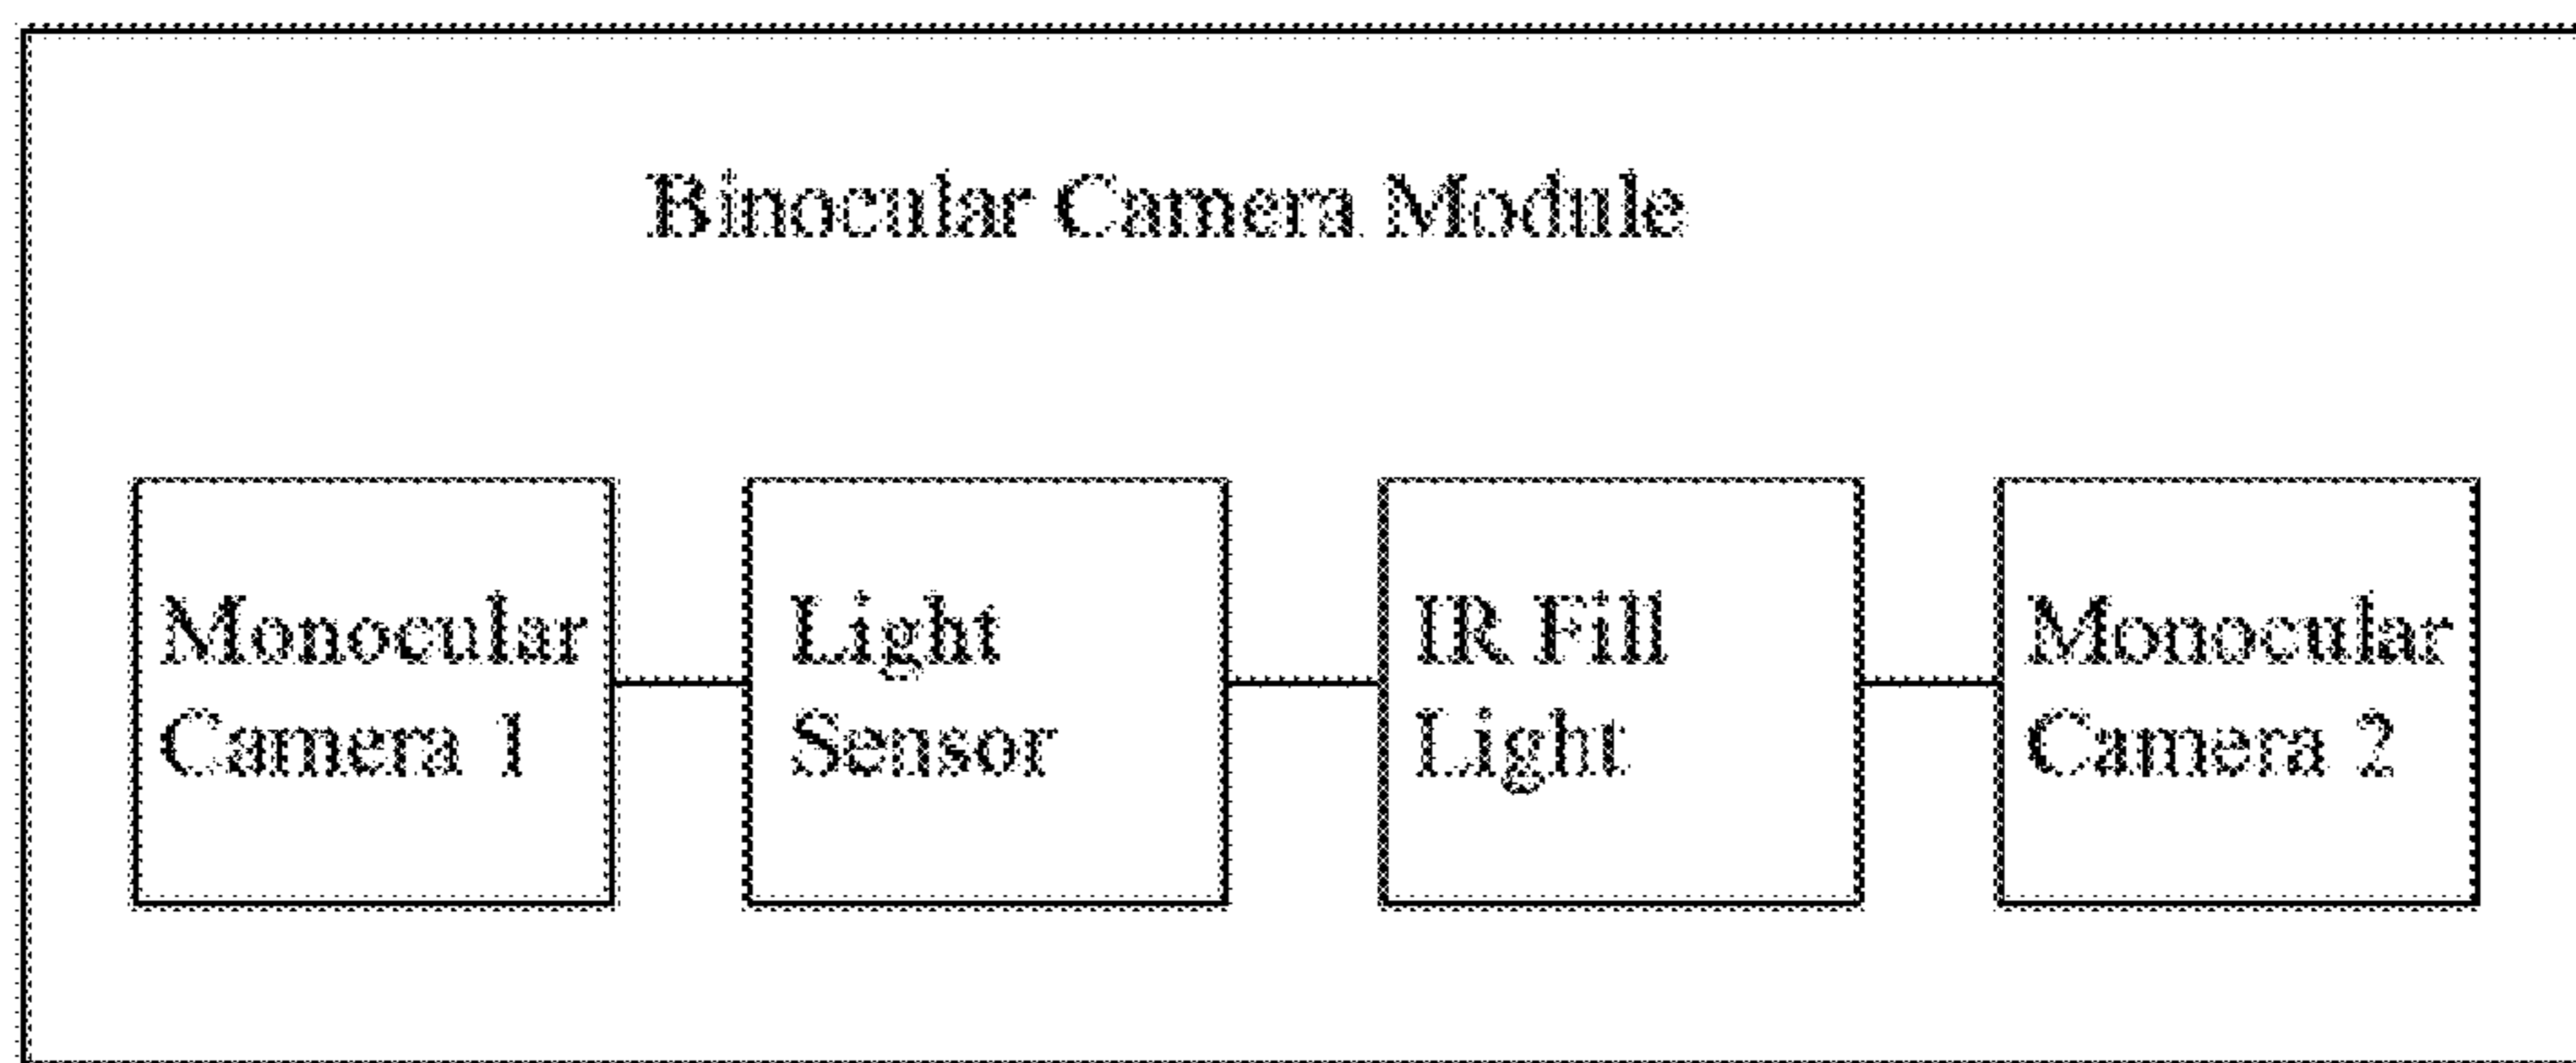 Binocular Camera Module
Monocular
Camera 1
Light
Sensor
IR Fill
Light
Monocular
Camera 2